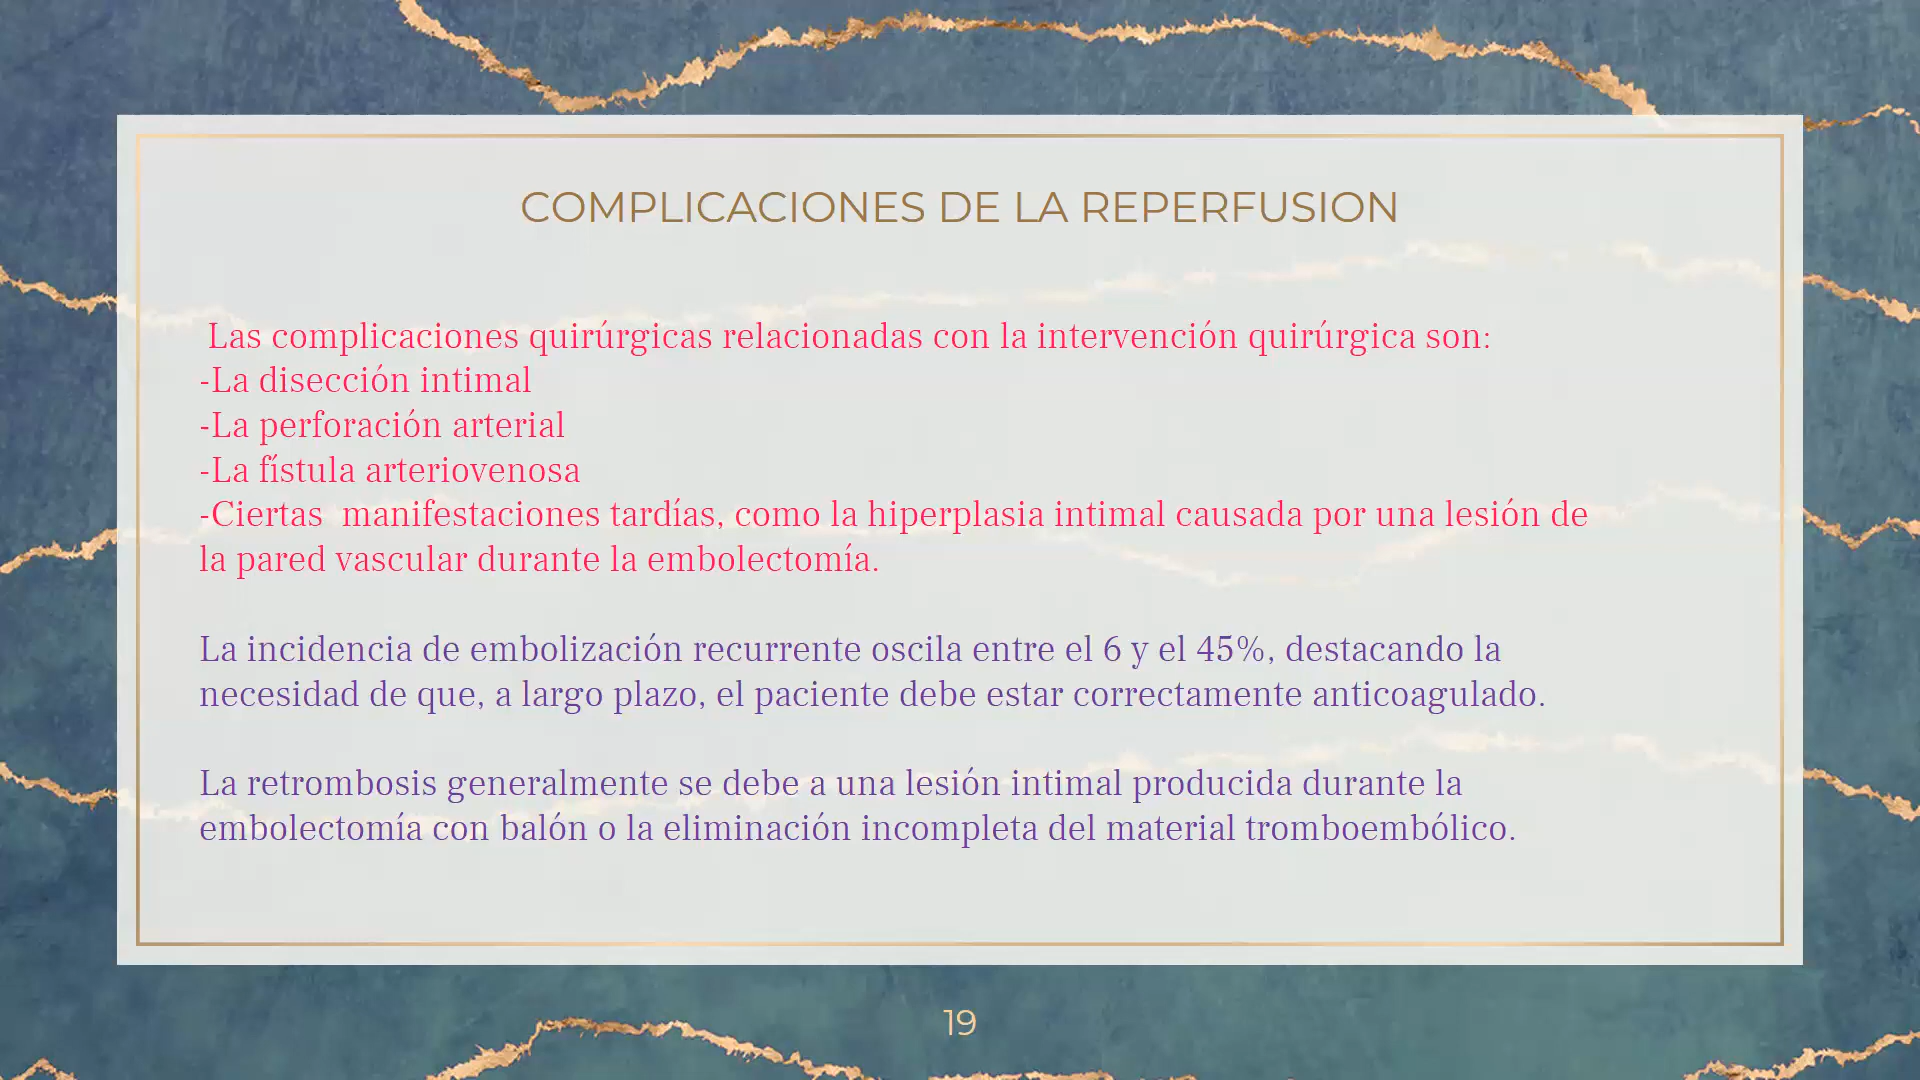 COMPLICACIONES DE LA REPERFUSION
Las complicaciones quirúrgicas relacionadas con la intervención quirúrgica son:
-La disección intimal
-La perforación arterial
-La fístula arteriovenosa
-Ciertas  manifestaciones tardías, como la hiperplasia intimal causada por una lesión de
la pared vascular durante la embolectomía.
La incidencia de embolización recurrente oscila entre el 6 y el 45%, destacando la
necesidad de que, a largo plazo, el paciente debe estar correctamente anticoagulado.
La retrombosis generalmente se debe a una lesión intimal producida durante la
embolectomía con balón o la eliminación incompleta del material tromboembólico.
19